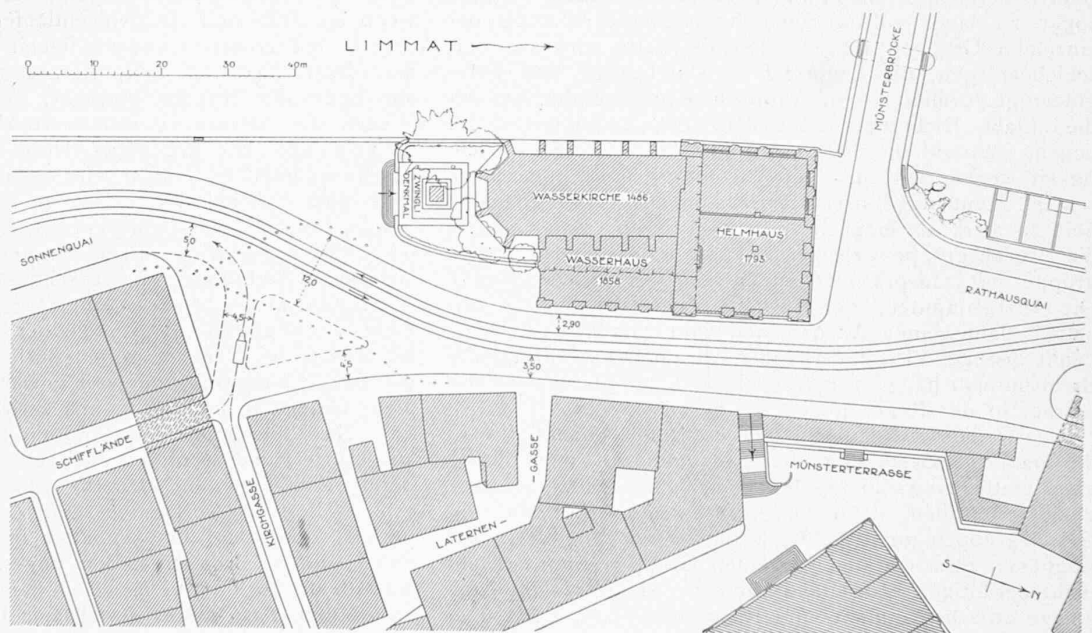 LIMMAT
0 10 20 30 40m
MÜNSTERBRÜCKE
ZWINGLI
DENKMAL
WASSERKIRCHE 1486
HELMHAUS
1793
WASSERHAUS
1858
SONNENQUAI
RATHAUSQUAI
5,0
12,0
4,5
4,5
2,90
3,50
SCHIFFLÄNDE
KIRCHGASSE
LATERNEN-
-GASSE
MÜNSTERTERRASSE
S
N